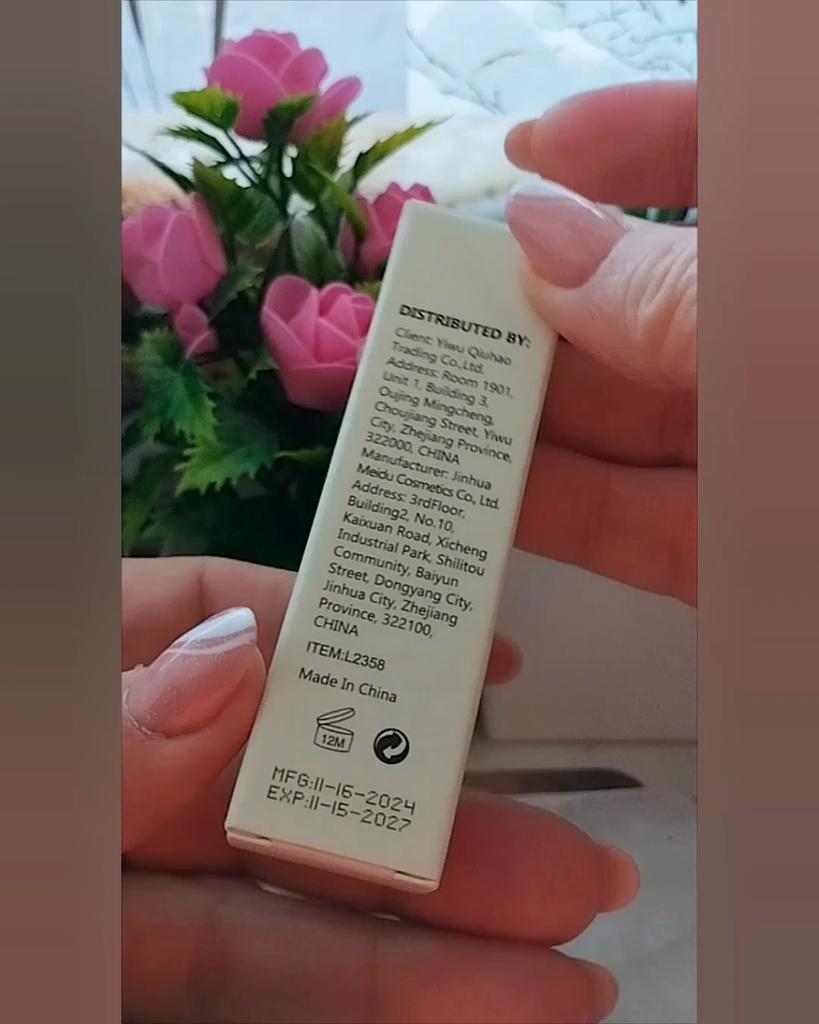 DISTRIBUTED BY:
Client: Yiwu Qiuhao
Trading Co.,Ltd.
Address: Room 1901,
Unit 1, Building 3,
Oujing Mingcheng,
Choujiang Street, Yiwu
City, Zhejiang Province,
322000, CHINA
Manufacturer: Jinhua
Meidu Cosmetics Co., Ltd.
Address: 3rdFloor,
Building2, No.10,
Kaixuan Road, Xicheng
Industrial Park, Shilitou
Community, Baiyun
Street, Dongyang City,
Jinhua City, Zhejiang
Province, 322100,
CHINA
ITEM:L2358
Made In China
12M
MFG:11-16-2024
EXP:11-15-2027